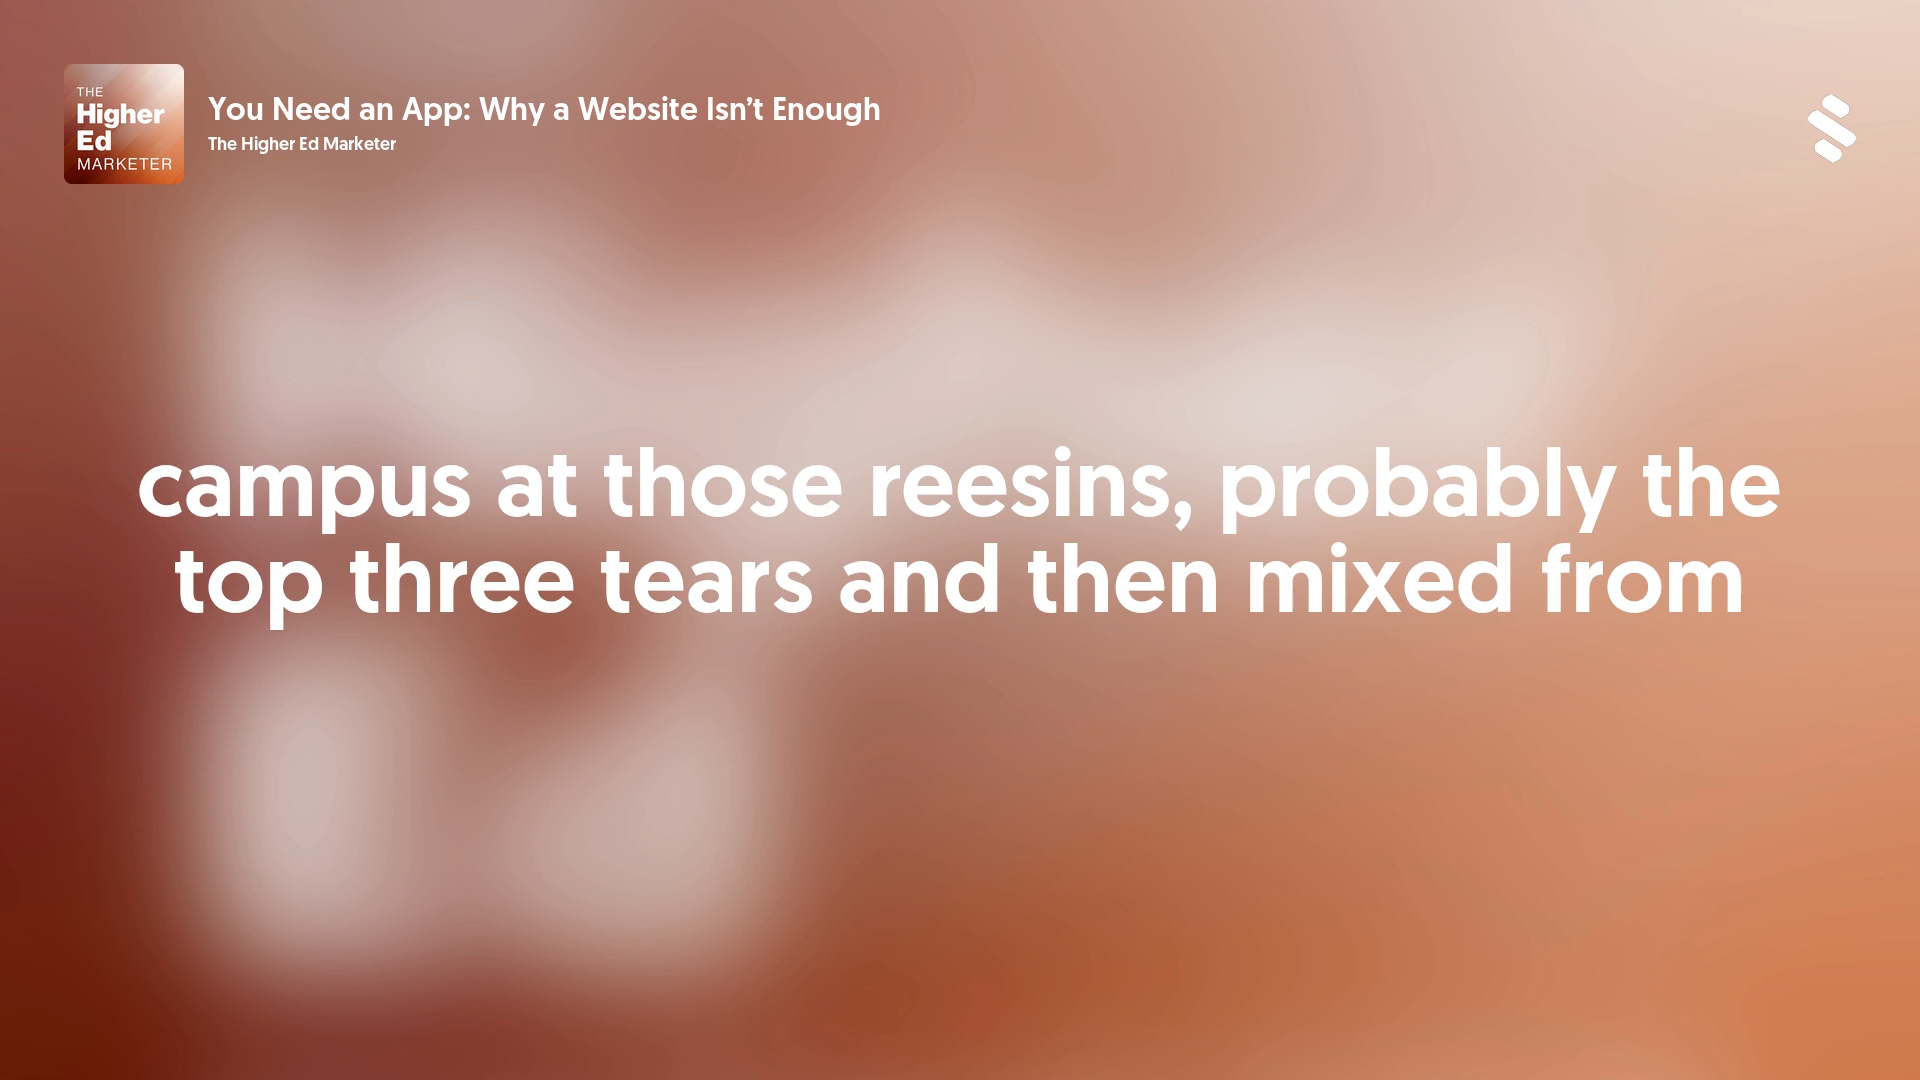 THE
Higher
Ed
MARKETER
You Need an App: Why a Website Isn’t Enough
The Higher Ed Marketer
campus at those reesins, probably the
top three tears and then mixed from